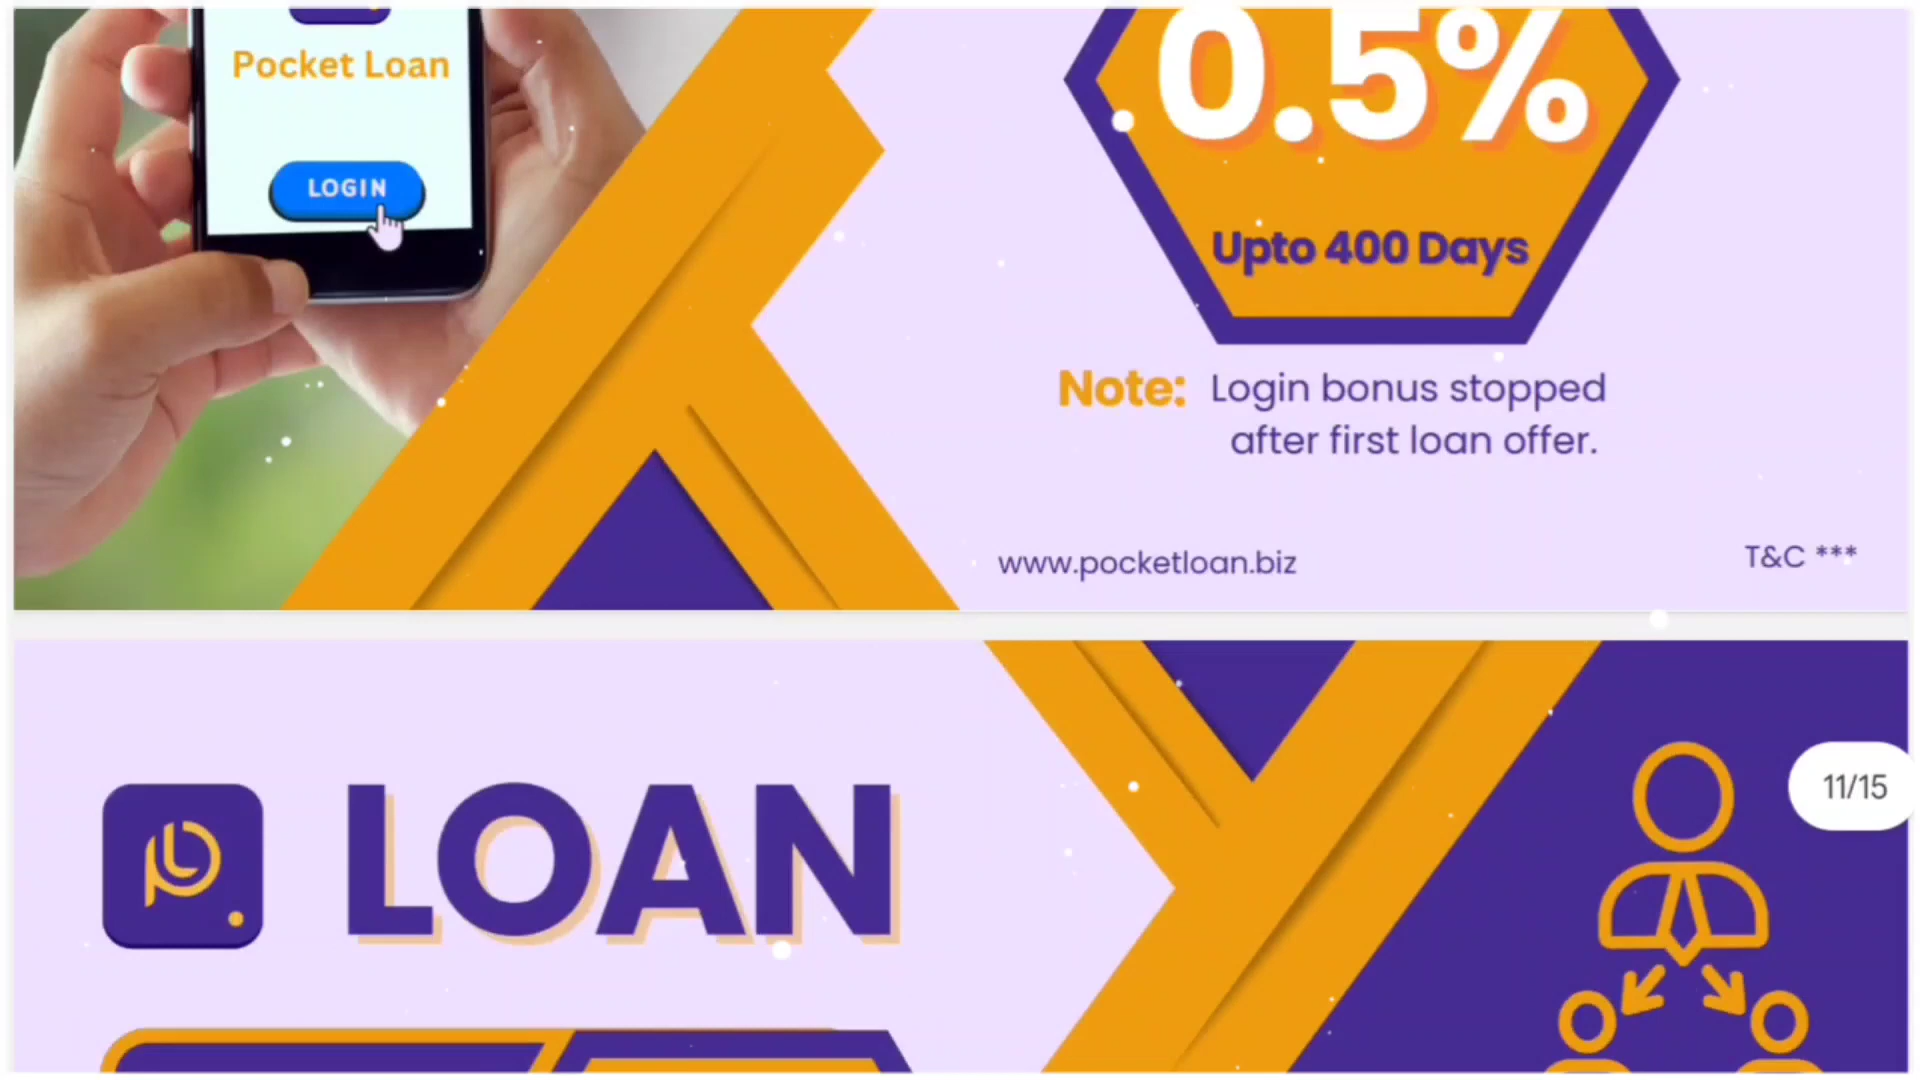 Pocket Loan
LOGIN
0.5%
Upto 400 Days
Note: Login bonus stopped
after first loan offer.
www.pocketloan.biz
T&C ***
LOAN
11/15